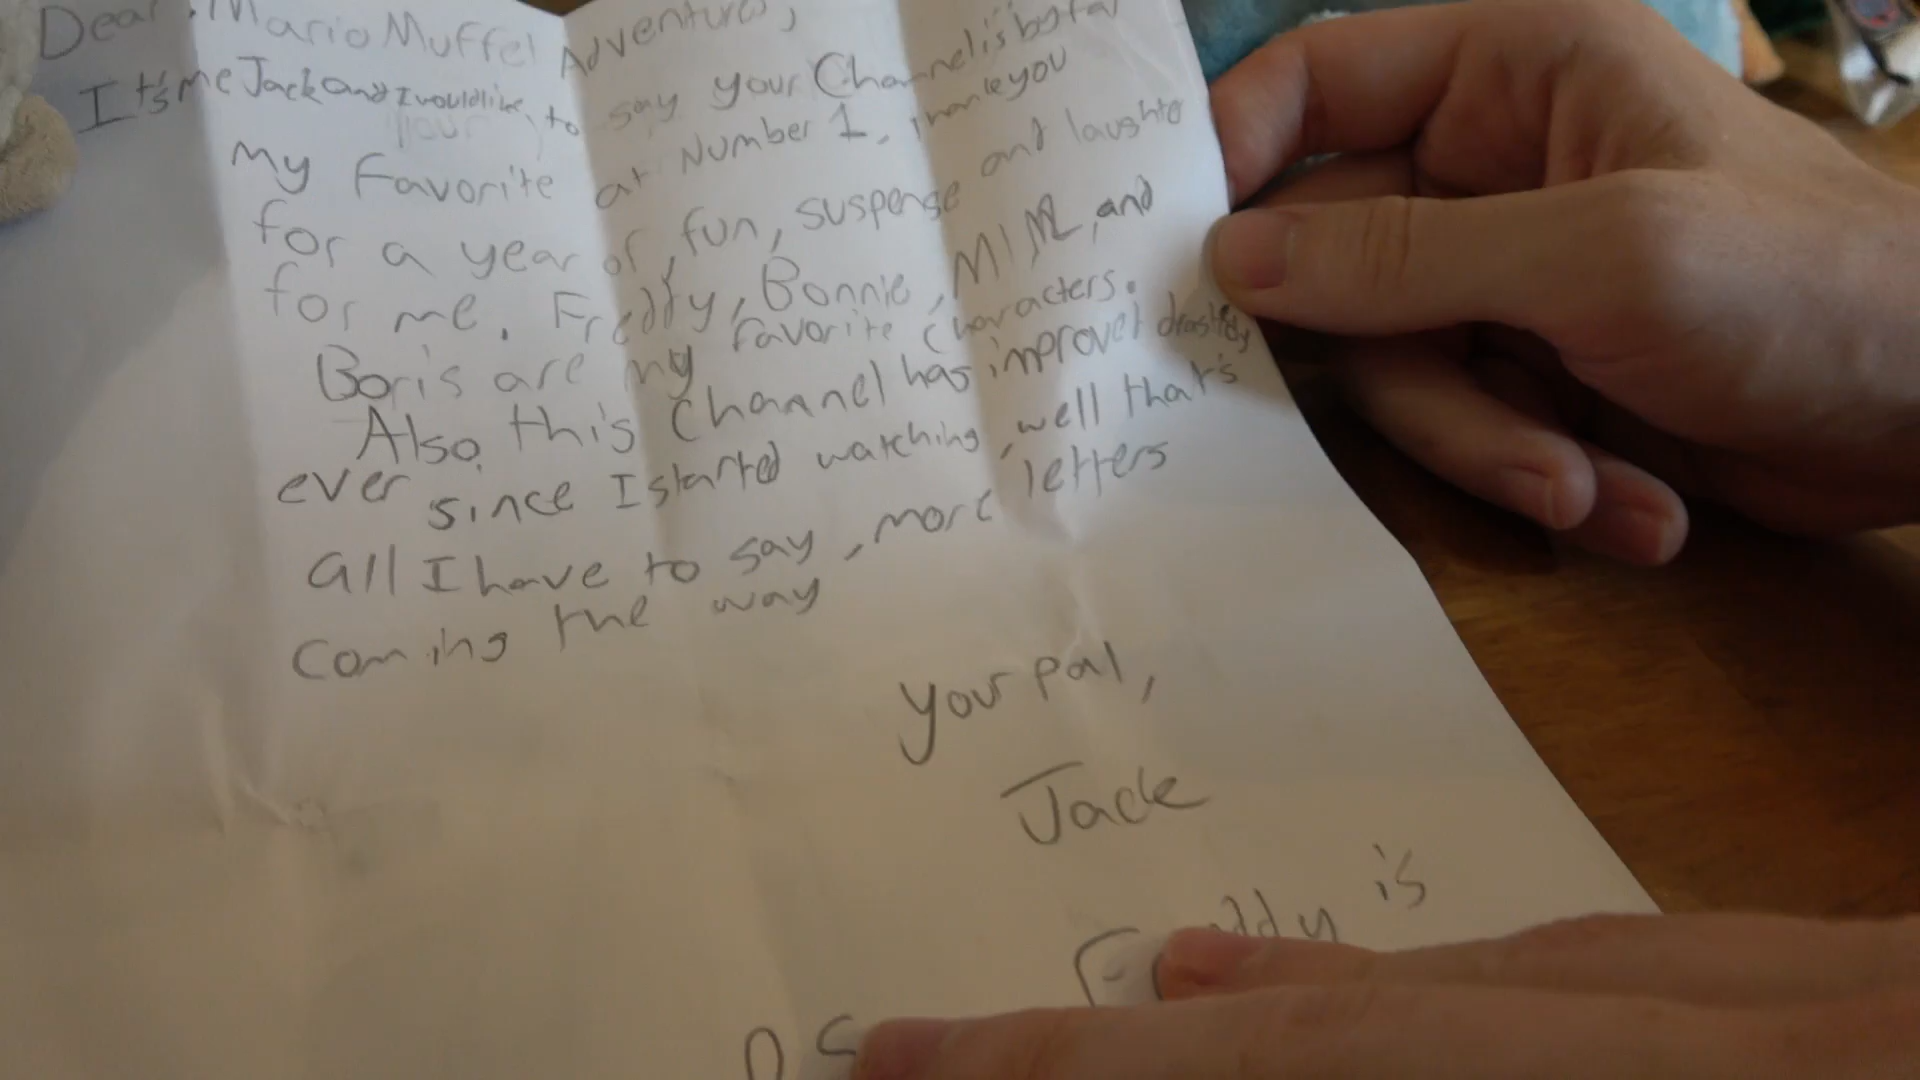 Dear Mario Muffel Adventures,
It's me Jack and I would like to say your Channel is by far
My Favorite at Number 1. Thank you
for a year of, fun, suspense and laughter
for me. Freddy, Bonnie, MIM, and
Boris are my favorite characters.
Also, this Channel has improved drasticly
ever since I started watching, well that's
all I have to say, more letters
coming the way
your pal,
Jack
Freddy is
P.S